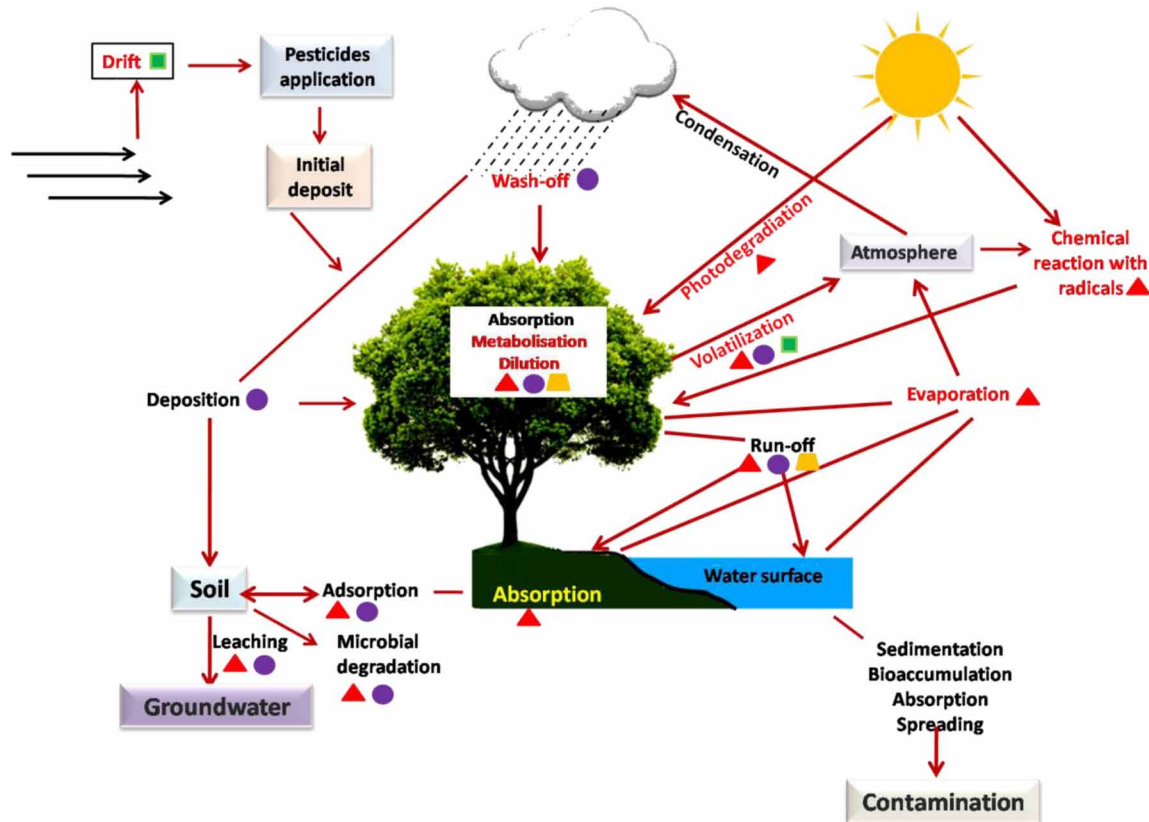 Drift
Pesticides
application
Initial
deposit
Wash-off
Condensation
Photodegradiation
Atmosphere
Chemical
reaction with
radicals
Absorption
Metabolisation
Dilution
Volatilization
Deposition
Evaporation
Run-off
Soil
Adsorption
Absorption
Water surface
Leaching
Microbial
degradation
Groundwater
Sedimentation
Bioaccumulation
Absorption
Spreading
Contamination